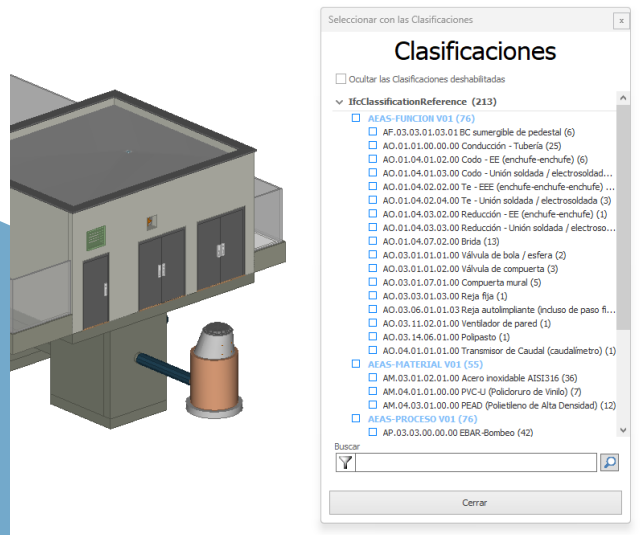 Seleccionar con las Clasificaciones
x
Clasificaciones
Ocultar las Clasificaciones deshabilitadas
IfcClassificationReference (213)
AEAS-FUNCION V01 (76)
AF.03.03.01.03.01 BC sumergible de pedestal (6)
AO.01.01.00.00.00 Conducción - Tubería (25)
AO.01.04.01.02.00 Codo - EE (enchufe-enchufe) (6)
AO.01.04.01.03.00 Codo - Unión soldada / electrosoldad...
AO.01.04.02.02.00 Te - EEE (enchufe-enchufe-enchufe) ...
AO.01.04.02.04.00 Te - Unión soldada / electrosoldada (3)
AO.01.04.03.02.00 Reducción - EE (enchufe-enchufe) (1)
AO.01.04.03.03.00 Reducción - Unión soldada / electroso...
AO.01.04.07.02.00 Brida (13)
AO.03.01.01.01.00 Válvula de bola / esfera (2)
AO.03.01.01.02.00 Válvula de compuerta (3)
AO.03.01.07.01.00 Compuerta mural (5)
AO.03.03.01.03.00 Reja fija (1)
AO.03.06.01.01.03 Reja autolimpiante (incluso de paso fi...
AO.03.11.02.01.00 Ventilador de pared (1)
AO.03.14.06.01.00 Polipasto (1)
AO.04.01.01.01.00 Transmisor de Caudal (caudalímetro) (1)
AEAS-MATERIAL V01 (55)
AM.03.01.02.01.00 Acero inoxidable AISI316 (36)
AM.04.01.01.00.00 PVC-U (Policloruro de Vinilo) (7)
AM.04.03.01.00.00 PEAD (Polietileno de Alta Densidad) (12)
AEAS-PROCESO V01 (76)
AP.03.03.00.00.00 EBAR-Bombeo (42)
Buscar
Cerrar